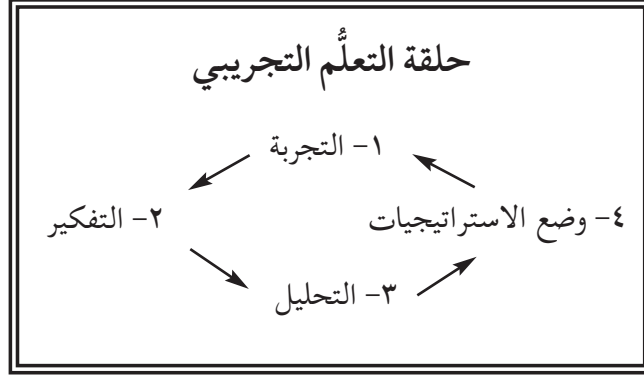 حلقة التعلُّم التجريبي
١- التجربة
٢- التفكير
٤- وضع الاستراتيجيات
٣- التحليل